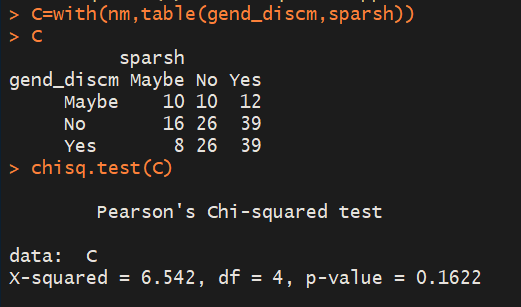 > C=with(nm,table(gend_discm,sparsh))
> C
sparsh
gend_discm Maybe No Yes
Maybe 10 10 12
No 16 26 39
Yes 8 26 39
> chisq.test(C)
Pearson's Chi-squared test
data: C
X-squared = 6.542, df = 4, p-value = 0.1622